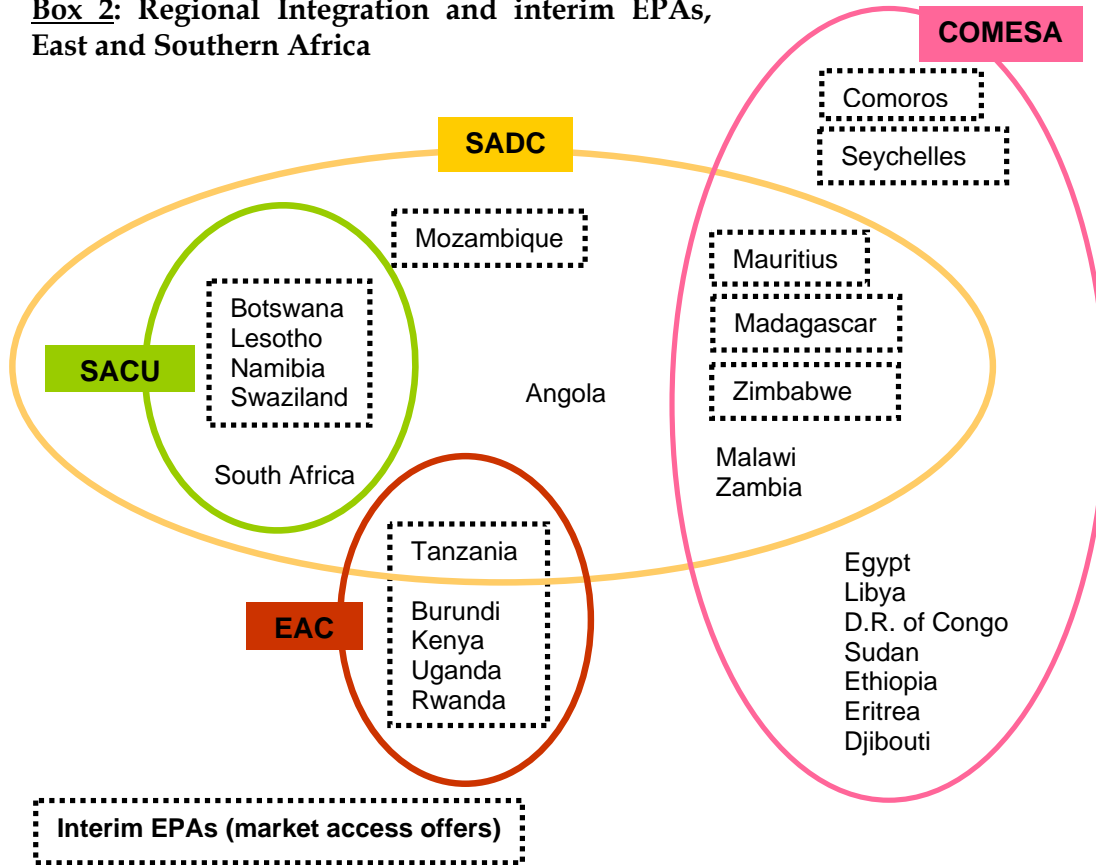 Box 2: Regional Integration and interim EPAs,
East and Southern Africa
COMESA
Comoros
Seychelles
SADC
Mozambique
Mauritius
Madagascar
Zimbabwe
Botswana
Lesotho
Namibia
Swaziland
SACU
Angola
South Africa
Malawi
Zambia
Tanzania
Burundi
Kenya
Uganda
Rwanda
EAC
Egypt
Libya
D.R. of Congo
Sudan
Ethiopia
Eritrea
Djibouti
Interim EPAs (market access offers)